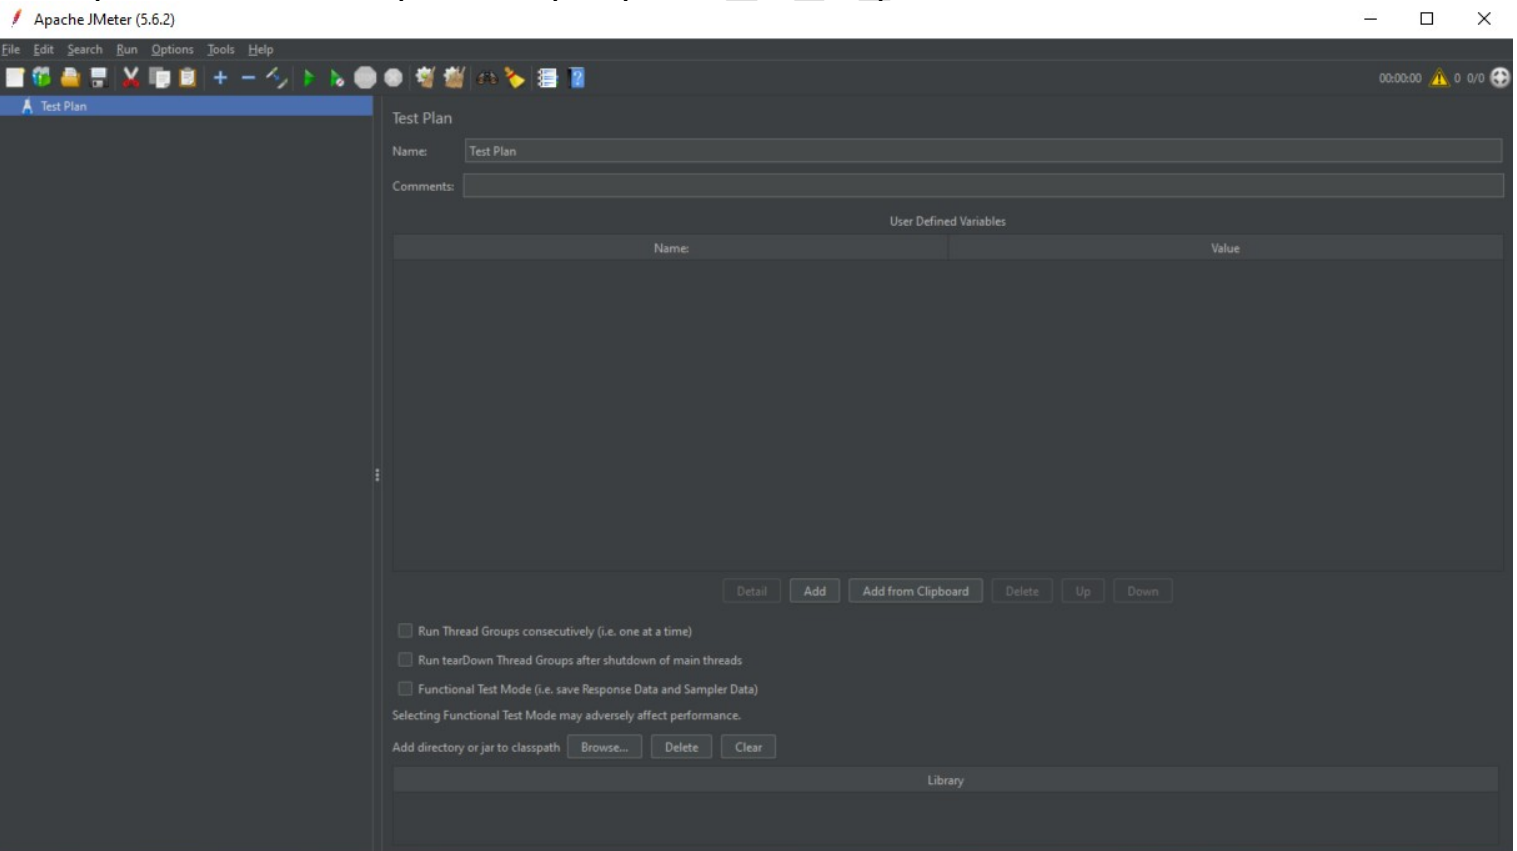 Apache JMeter (5.6.2)
File Edit Search Run Options Tools Help
00:00:00 0 0/0
Test Plan
Test Plan
Name: Test Plan
Comments:
User Defined Variables
Name: Value
Detail Add Add from Clipboard Delete Up Down
Run Thread Groups consecutively (i.e. one at a time)
Run tearDown Thread Groups after shutdown of main threads
Functional Test Mode (i.e. save Response Data and Sampler Data)
Selecting Functional Test Mode may adversely affect performance.
Add directory or jar to classpath Browse... Delete Clear
Library